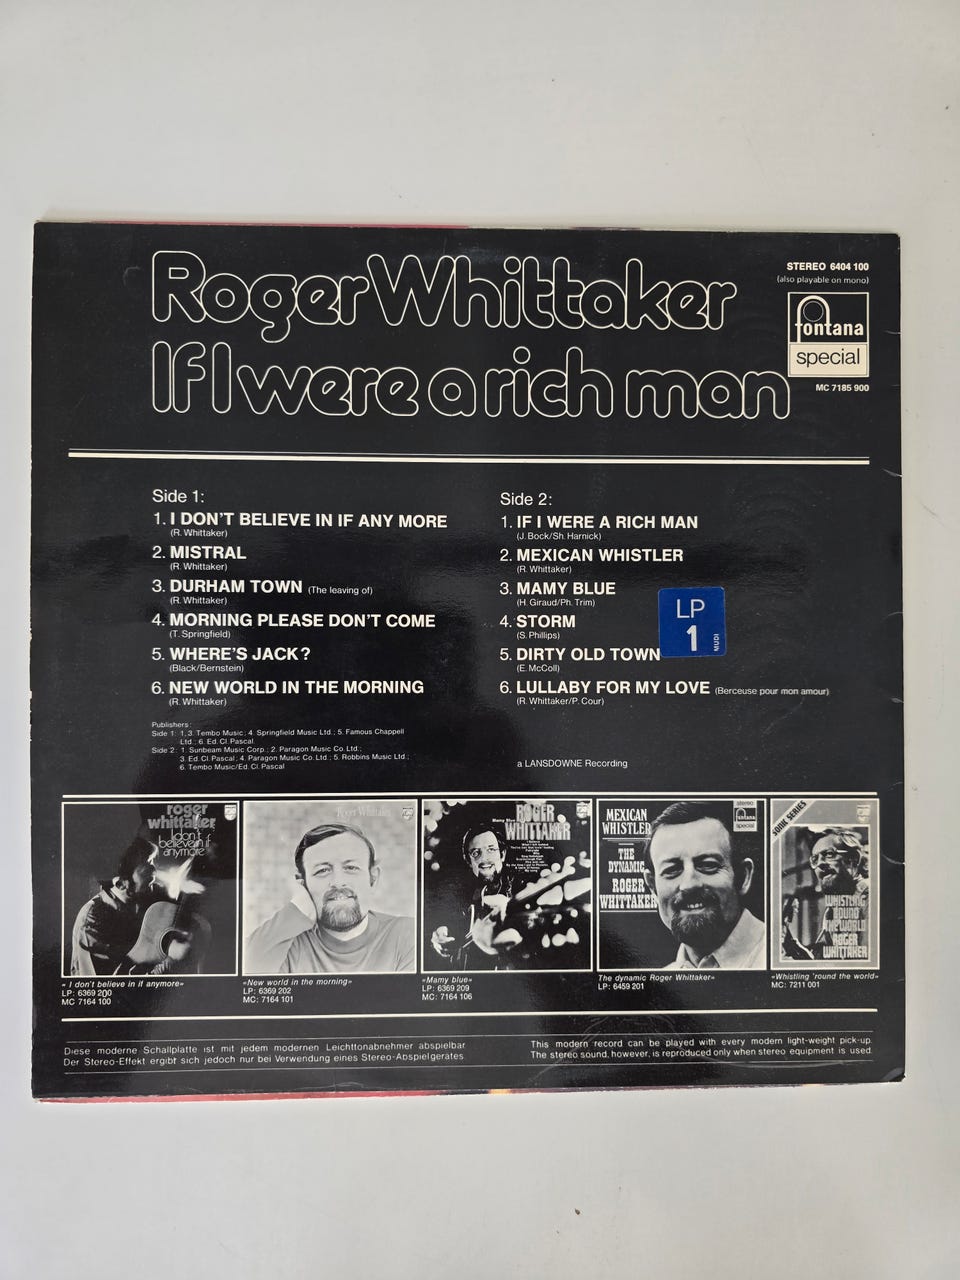 Roger Whittaker
If I were a rich man
STEREO 6404 100
(also playable on mono)
fontana
special
MC 7185 900
Side 1:
1. I DON'T BELIEVE IN IF ANY MORE
(R. Whittaker)
2. MISTRAL
(R. Whittaker)
3. DURHAM TOWN (The leaving of)
(R. Whittaker)
4. MORNING PLEASE DON'T COME
(T. Springfield)
5. WHERE'S JACK?
(Black/Bernstein)
6. NEW WORLD IN THE MORNING
(R. Whittaker)
Publishers:
Side 1: 1, 3. Tembo Music; 4. Springfield Music Ltd.; 5. Famous Chappell
Ltd.; 6. Ed. Cl. Pascal
Side 2: 1. Sunbeam Music Corp.; 2. Paragon Music Co. Ltd.;
3. Ed. Cl. Pascal; 4. Paragon Music Co. Ltd.; 5. Robbins Music Ltd.;
6. Tembo Music/Ed. Cl. Pascal
Side 2:
1. IF I WERE A RICH MAN
(J. Bock/Sh. Harnick)
2. MEXICAN WHISTLER
(R. Whittaker)
3. MAMY BLUE
(H. Giraud/Ph. Trim)
4. STORM
(S. Phillips)
5. DIRTY OLD TOWN
(E. McColl)
6. LULLABY FOR MY LOVE (Berceuse pour mon amour)
(R. Whittaker/P. Cour)
LP
1
MUDI
a LANSDOWNE Recording
roger
whittaker
I don't
believe in if
anymore
Roger Whittaker
Mamy Blue
ROGER
WHITTAKER
MEXICAN
WHISTLER
THE
DYNAMIC
ROGER
WHITTAKER
stereo
fontana
special
SONIC SERIES
WHISTLING
ROUND
THE WORLD
ROGER
WHITTAKER
« I don't believe in if anymore»
LP: 6369 200
MC: 7164 100
«New world in the morning»
LP: 6369 202
MC: 7164 101
«Mamy blue»
LP: 6369 209
MC: 7164 106
The dynamic Roger Whittaker»
LP: 6459 201
«Whistling 'round the world»
MC: 7211 001
Diese moderne Schallplatte ist mit jedem modernen Leichttonabnehmer abspielbar
Der Stereo-Effekt ergibt sich jedoch nur bei Verwendung eines Stereo-Abspielgerätes
This modern record can be played with every modern light-weight pick-up.
The stereo sound, however, is reproduced only when stereo equipment is used.